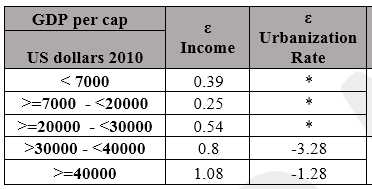 GDP per cap
US dollars 2010
ε
Income
ε
Urbanization
Rate
< 7000 0.39 *
>=7000 - <20000 0.25 *
>=20000 - <30000 0.54 *
>30000 - <40000 0.8 -3.28
>=40000 1.08 -1.28